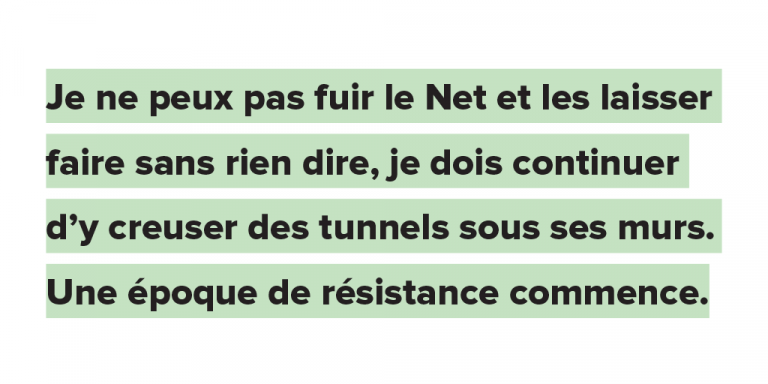 Je ne peux pas fuir le Net et les laisser
faire sans rien dire, je dois continuer
d’y creuser des tunnels sous ses murs.
Une époque de résistance commence.